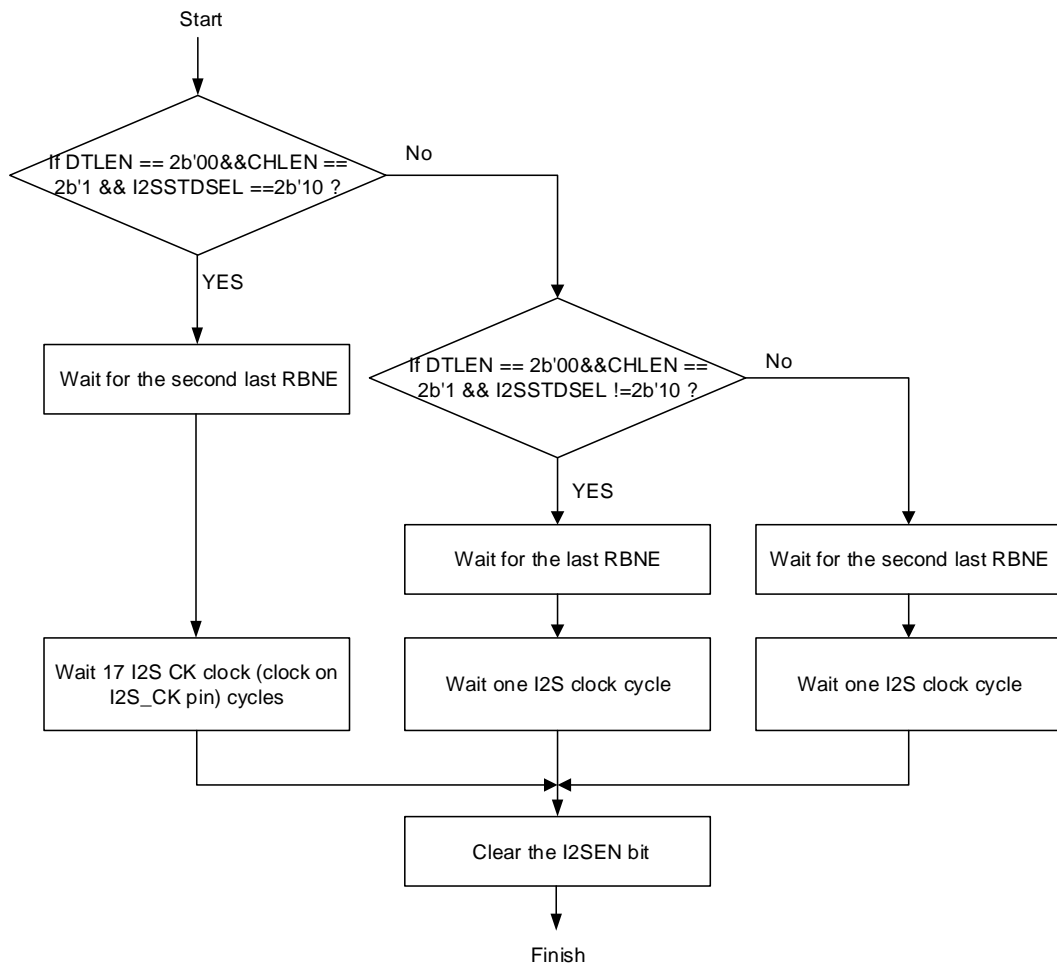 Start
If DTLEN == 2b'00&&CHLEN ==
2b'1 && I2SSTDSEL ==2b'10 ?
No
YES
Wait for the second last RBNE
If DTLEN == 2b'00&&CHLEN ==
2b'1 && I2SSTDSEL !=2b'10 ?
No
YES
Wait for the last RBNE
Wait for the second last RBNE
Wait 17 I2S CK clock (clock on
I2S_CK pin) cycles
Wait one I2S clock cycle
Wait one I2S clock cycle
Clear the I2SEN bit
Finish